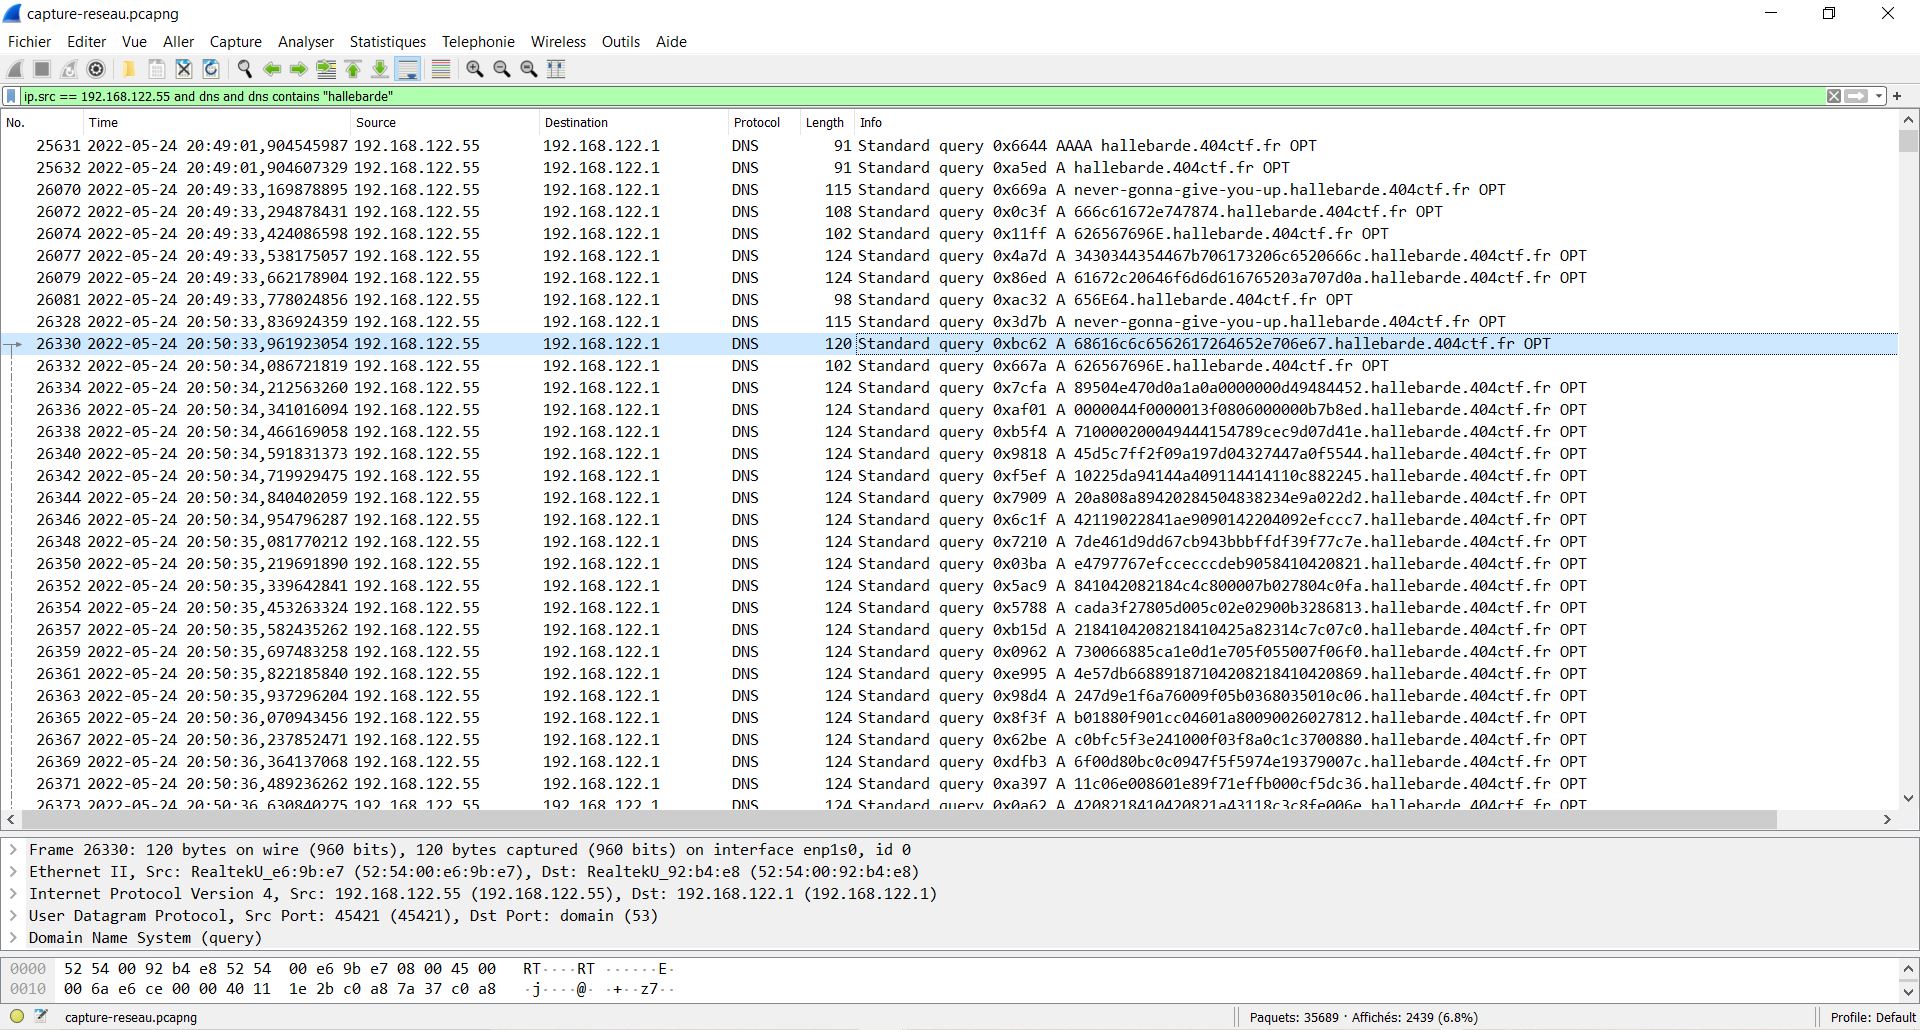 capture-reseau.pcapng
Fichier Editer Vue Aller Capture Analyser Statistiques Telephonie Wireless Outils Aide
ip.src == 192.168.122.55 and dns and dns contains "hallebarde"
No. Time Source Destination Protocol Length Info
25631 2022-05-24 20:49:01,904545987 192.168.122.55 192.168.122.1 DNS 91 Standard query 0x6644 AAAA hallebarde.404ctf.fr OPT
25632 2022-05-24 20:49:01,904607329 192.168.122.55 192.168.122.1 DNS 91 Standard query 0xa5ed A hallebarde.404ctf.fr OPT
26070 2022-05-24 20:49:33,169878895 192.168.122.55 192.168.122.1 DNS 115 Standard query 0x669a A never-gonna-give-you-up.hallebarde.404ctf.fr OPT
26072 2022-05-24 20:49:33,294878431 192.168.122.55 192.168.122.1 DNS 108 Standard query 0x0c3f A 666c61672e747874.hallebarde.404ctf.fr OPT
26074 2022-05-24 20:49:33,424086598 192.168.122.55 192.168.122.1 DNS 102 Standard query 0x11ff A 626567696E.hallebarde.404ctf.fr OPT
26077 2022-05-24 20:49:33,538175057 192.168.122.55 192.168.122.1 DNS 124 Standard query 0x4a7d A 3430344354467b706173206c6520666c.hallebarde.404ctf.fr OPT
26079 2022-05-24 20:49:33,662178904 192.168.122.55 192.168.122.1 DNS 124 Standard query 0x86ed A 61672c20646f6d6d616765203a707d0a.hallebarde.404ctf.fr OPT
26081 2022-05-24 20:49:33,778024856 192.168.122.55 192.168.122.1 DNS 98 Standard query 0xac32 A 656E64.hallebarde.404ctf.fr OPT
26328 2022-05-24 20:50:33,836924359 192.168.122.55 192.168.122.1 DNS 115 Standard query 0x3d7b A never-gonna-give-you-up.hallebarde.404ctf.fr OPT
26330 2022-05-24 20:50:33,961923054 192.168.122.55 192.168.122.1 DNS 120 Standard query 0xbc62 A 68616c6c6562617264652e706e67.hallebarde.404ctf.fr OPT
26332 2022-05-24 20:50:34,086721819 192.168.122.55 192.168.122.1 DNS 102 Standard query 0x667a A 626567696E.hallebarde.404ctf.fr OPT
26334 2022-05-24 20:50:34,212563260 192.168.122.55 192.168.122.1 DNS 124 Standard query 0x7cfa A 89504e470d0a1a0a0000000d49484452.hallebarde.404ctf.fr OPT
26336 2022-05-24 20:50:34,341016094 192.168.122.55 192.168.122.1 DNS 124 Standard query 0xaf01 A 0000044f0000013f0806000000b7b8ed.hallebarde.404ctf.fr OPT
26338 2022-05-24 20:50:34,466169058 192.168.122.55 192.168.122.1 DNS 124 Standard query 0xb5f4 A 710000200049444154789cec9d07d41e.hallebarde.404ctf.fr OPT
26340 2022-05-24 20:50:34,591831373 192.168.122.55 192.168.122.1 DNS 124 Standard query 0x9818 A 45d5c7ff2f09a197d04327447a0f5544.hallebarde.404ctf.fr OPT
26342 2022-05-24 20:50:34,719929475 192.168.122.55 192.168.122.1 DNS 124 Standard query 0xf5ef A 10225da94144a409114414110c882245.hallebarde.404ctf.fr OPT
26344 2022-05-24 20:50:34,840402059 192.168.122.55 192.168.122.1 DNS 124 Standard query 0x7909 A 20a808a89420284504838234e9a022d2.hallebarde.404ctf.fr OPT
26346 2022-05-24 20:50:34,954796287 192.168.122.55 192.168.122.1 DNS 124 Standard query 0x6c1f A 42119022841ae9090142204092efccc7.hallebarde.404ctf.fr OPT
26348 2022-05-24 20:50:35,081770212 192.168.122.55 192.168.122.1 DNS 124 Standard query 0x7210 A 7de461d9dd67cb943bbbffdf39f77c7e.hallebarde.404ctf.fr OPT
26350 2022-05-24 20:50:35,219691890 192.168.122.55 192.168.122.1 DNS 124 Standard query 0x03ba A e4797767efccecccdeb9058410420821.hallebarde.404ctf.fr OPT
26352 2022-05-24 20:50:35,339642841 192.168.122.55 192.168.122.1 DNS 124 Standard query 0x5ac9 A 841042082184c4c800007b027804c0fa.hallebarde.404ctf.fr OPT
26354 2022-05-24 20:50:35,453263324 192.168.122.55 192.168.122.1 DNS 124 Standard query 0x5788 A cada3f27805d005c02e02900b3286813.hallebarde.404ctf.fr OPT
26357 2022-05-24 20:50:35,582435262 192.168.122.55 192.168.122.1 DNS 124 Standard query 0xb15d A 2184104208218410425a82314c7c07c0.hallebarde.404ctf.fr OPT
26359 2022-05-24 20:50:35,697483258 192.168.122.55 192.168.122.1 DNS 124 Standard query 0x0962 A 730066885ca1e0d1e705f055007f06f0.hallebarde.404ctf.fr OPT
26361 2022-05-24 20:50:35,822185840 192.168.122.55 192.168.122.1 DNS 124 Standard query 0xe995 A 4e57db66889187104208218410420869.hallebarde.404ctf.fr OPT
26363 2022-05-24 20:50:35,937296204 192.168.122.55 192.168.122.1 DNS 124 Standard query 0x98d4 A 247d9e1f6a76009f05b0368035010c06.hallebarde.404ctf.fr OPT
26365 2022-05-24 20:50:36,070943456 192.168.122.55 192.168.122.1 DNS 124 Standard query 0x8f3f A b01880f901cc04601a80090026027812.hallebarde.404ctf.fr OPT
26367 2022-05-24 20:50:36,237852471 192.168.122.55 192.168.122.1 DNS 124 Standard query 0x62be A c0bfc5f3e241000f03f8a0c1c3700880.hallebarde.404ctf.fr OPT
26369 2022-05-24 20:50:36,364137068 192.168.122.55 192.168.122.1 DNS 124 Standard query 0xdfb3 A 6f00d80bc0c0947f5f5974e19379007c.hallebarde.404ctf.fr OPT
26371 2022-05-24 20:50:36,489236262 192.168.122.55 192.168.122.1 DNS 124 Standard query 0xa397 A 11c06e008601e89f71effb000cf5dc36.hallebarde.404ctf.fr OPT
26373 2022-05-24 20:50:36,630840275 192.168.122.55 192.168.122.1 DNS 124 Standard query 0x0a62 A 4208218410420821a43118c3c8fe006e.hallebarde.404ctf.fr OPT
Frame 26330: 120 bytes on wire (960 bits), 120 bytes captured (960 bits) on interface enp1s0, id 0
Ethernet II, Src: RealtekU_e6:9b:e7 (52:54:00:e6:9b:e7), Dst: RealtekU_92:b4:e8 (52:54:00:92:b4:e8)
Internet Protocol Version 4, Src: 192.168.122.55 (192.168.122.55), Dst: 192.168.122.1 (192.168.122.1)
User Datagram Protocol, Src Port: 45421 (45421), Dst Port: domain (53)
Domain Name System (query)
0000 52 54 00 92 b4 e8 52 54 00 e6 9b e7 08 00 45 00 RT····RT ······E·
0010 00 6a e6 ce 00 00 40 11 1e 2b c0 a8 7a 37 c0 a8 ·j····@· ·+··z7··
capture-reseau.pcapng Paquets: 35689 · Affichés: 2439 (6.8%) Profile: Default